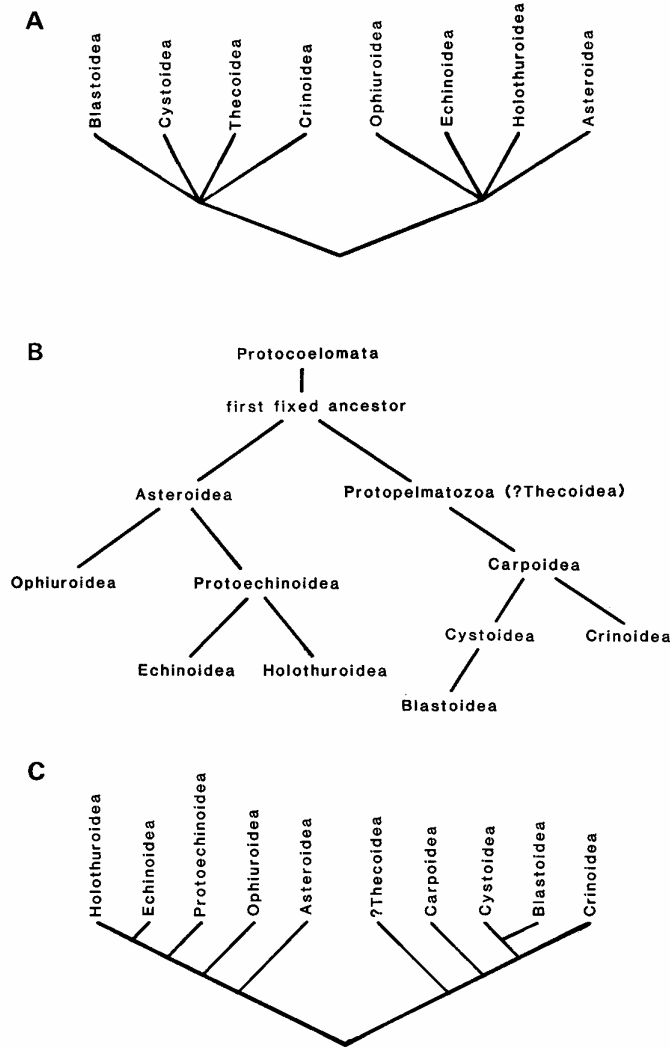 A
Blastoidea
Cystoidea
Thecoidea
Crinoidea
Ophiuroidea
Echinoidea
Holothuroidea
Asteroidea
B
Protocoelomata
first fixed ancestor
Asteroidea
Protopelmatozoa (?Thecoidea)
Ophiuroidea
Protoechinoidea
Carpoidea
Echinoidea
Holothuroidea
Cystoidea
Crinoidea
Blastoidea
C
Holothuroidea
Echinoidea
Protoechinoidea
Ophiuroidea
Asteroidea
?Thecoidea
Carpoidea
Cystoidea
Blastoidea
Crinoidea